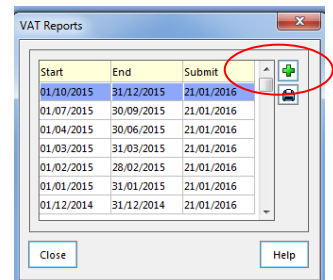 VAT Reports
Start End Submit
01/10/2015 31/12/2015 21/01/2016
01/07/2015 30/09/2015 21/01/2016
01/04/2015 30/06/2015 21/01/2016
01/03/2015 31/03/2015 21/01/2016
01/02/2015 28/02/2015 21/01/2016
01/01/2015 31/01/2015 21/01/2016
01/12/2014 31/12/2014 21/01/2016
Close Help